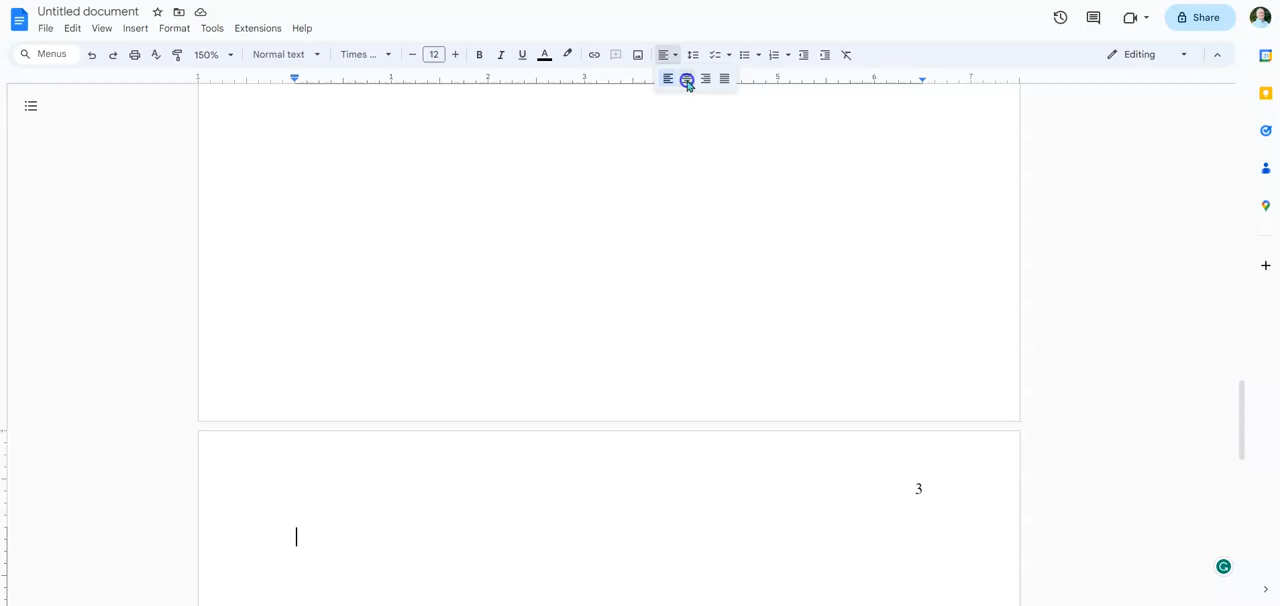 Untitled document
File Edit View Insert Format Tools Extensions Help
Share
Menus 150% Normal text Times ... 12 B I U A Editing
1 1 2 3 5 6 7
3